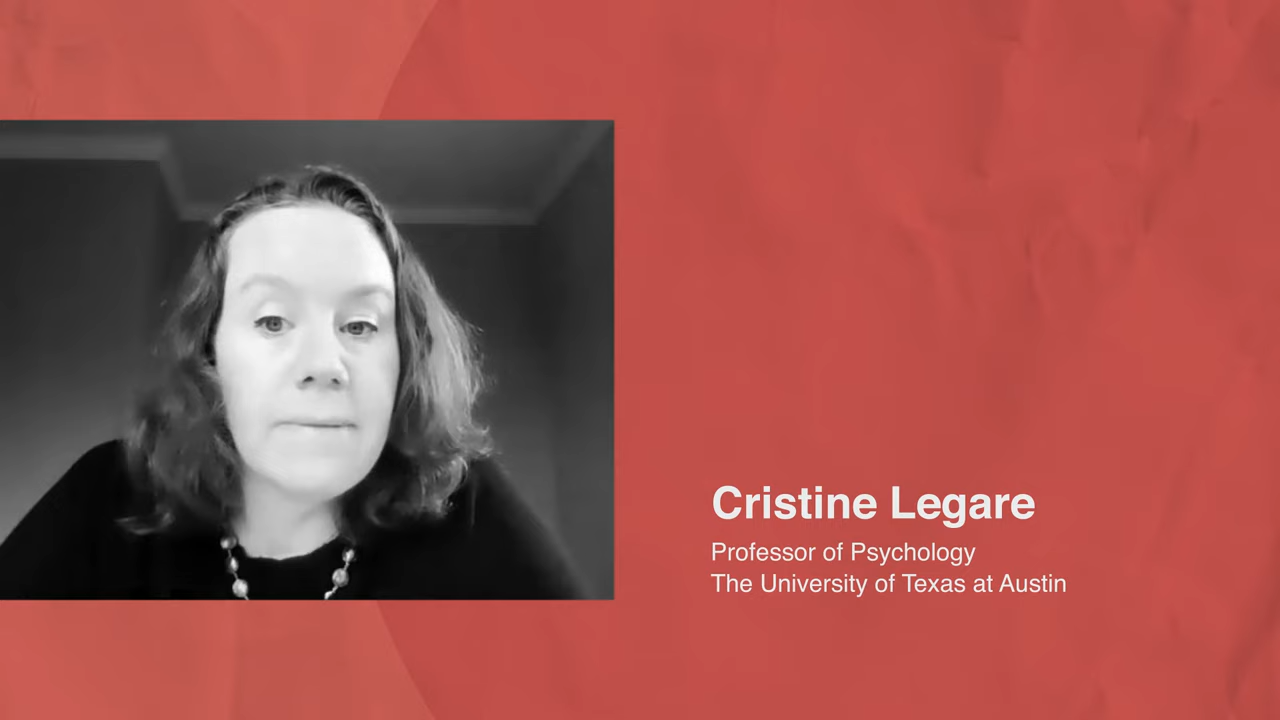 Cristine Legare
Professor of Psychology
The University of Texas at Austin